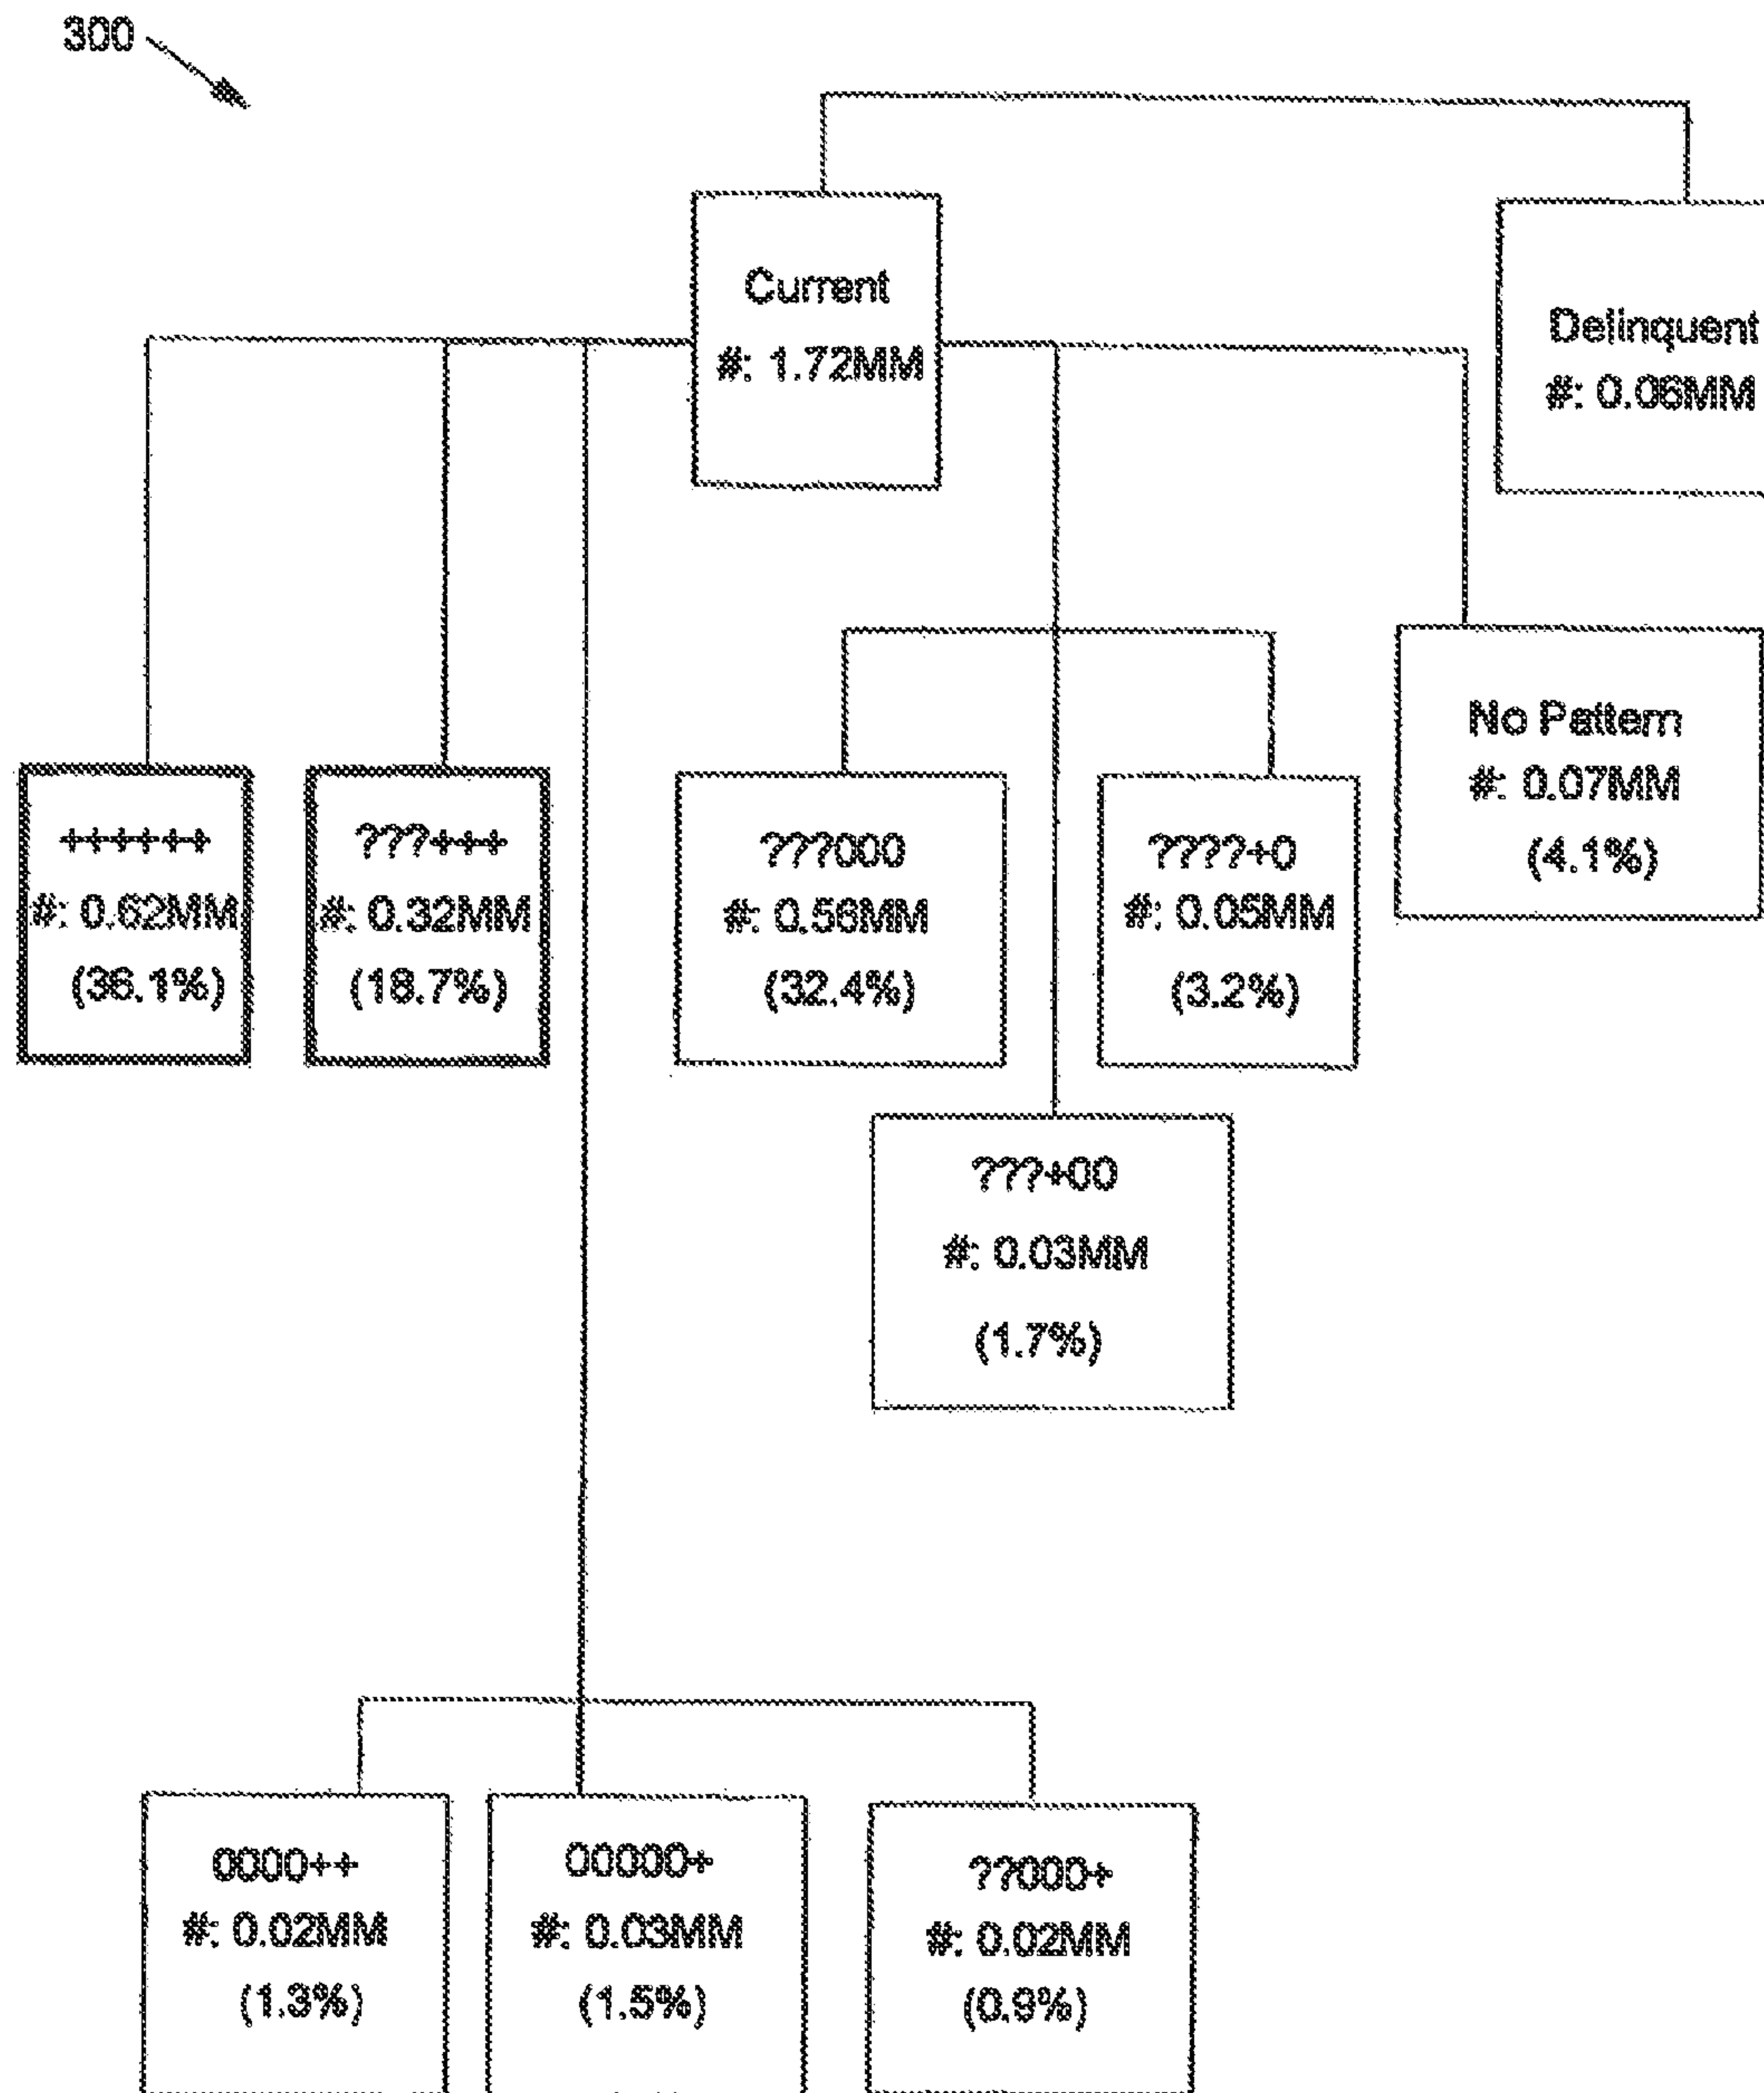 300
Current
#: 1.72MM
Delinquent
#: 0.06MM
++++++
#: 0.62MM
(36.1%)
???+++
#: 0.32MM
(18.7%)
???000
#: 0.56MM
(32.4%)
????+0
#: 0.05MM
(3.2%)
No Pattern
#: 0.07MM
(4.1%)
???+00
#: 0.03MM
(1.7%)
0000++
#: 0.02MM
(1.3%)
00000+
#: 0.03MM
(1.5%)
??000+
#: 0.02MM
(0.9%)